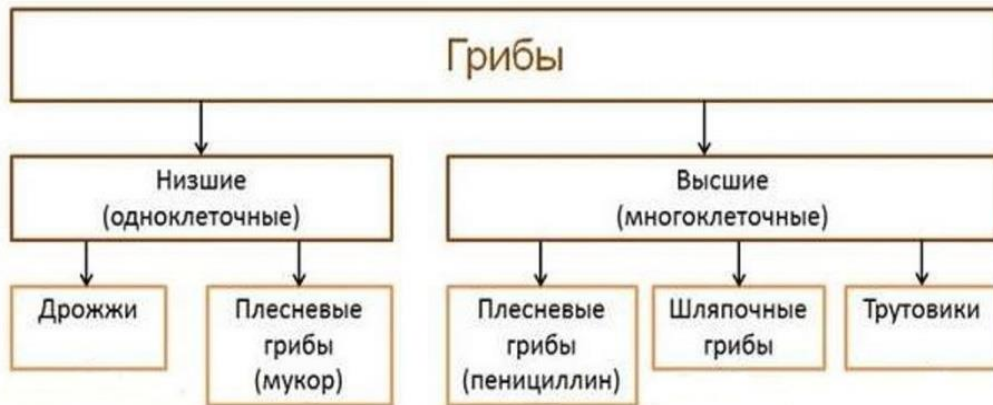 Грибы
Низшие
(одноклеточные)
Высшие
(многоклеточные)
Дрожжи
Плесневые
грибы
(мукор)
Плесневые
грибы
(пенициллин)
Шляпочные
грибы
Трутовики